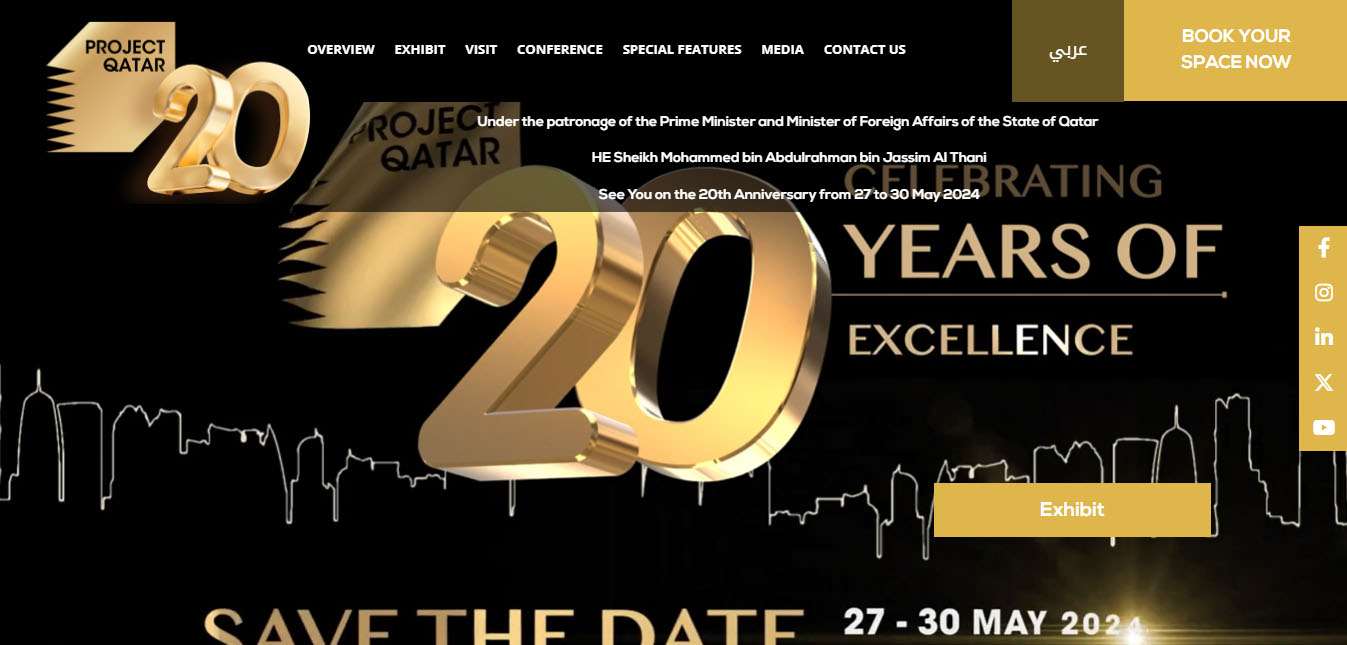 PROJECT
QATAR
20
OVERVIEW EXHIBIT VISIT CONFERENCE SPECIAL FEATURES MEDIA CONTACT US
عربي
BOOK YOUR
SPACE NOW
Under the patronage of the Prime Minister and Minister of Foreign Affairs of the State of Qatar
HE Sheikh Mohammed bin Abdulrahman bin Jassim Al Thani
See You on the 20th Anniversary from 27 to 30 May 2024
PROJECT
QATAR
20
CELEBRATING
YEARS OF
EXCELLENCE
Exhibit
SAVE THE DATE
27 - 30 MAY 2024